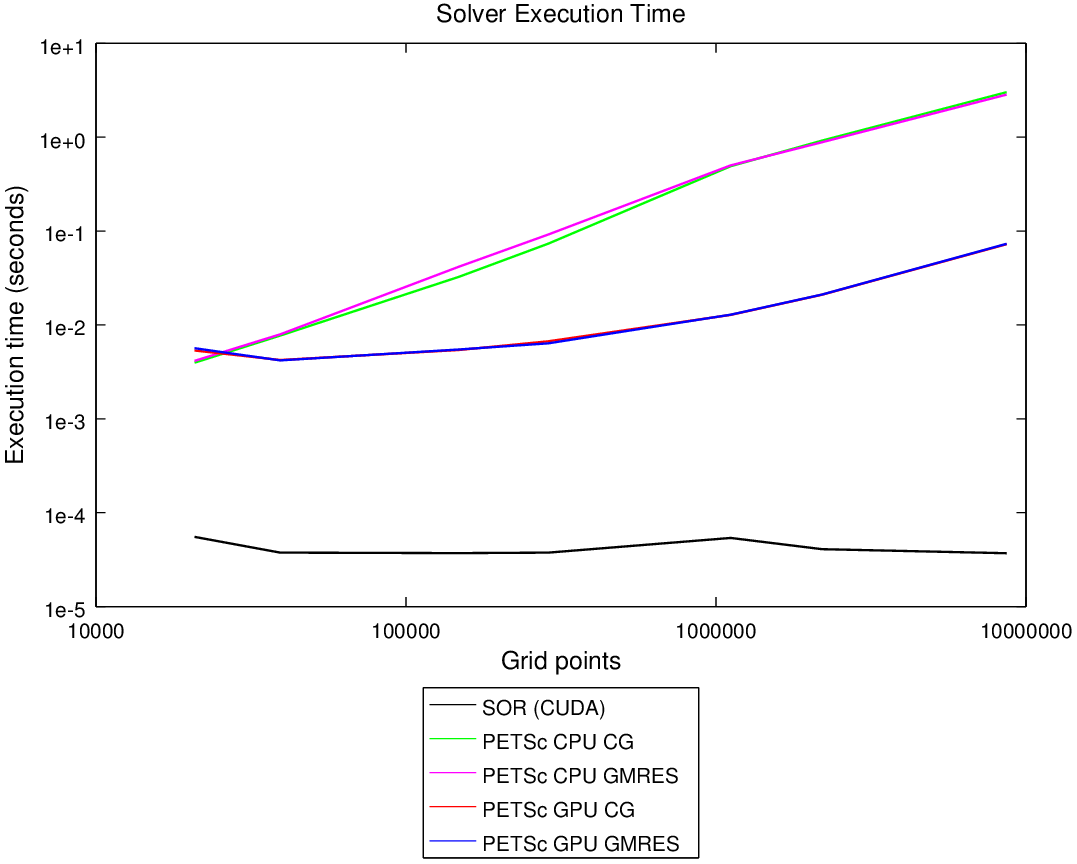 Solver Execution Time
1e+1
1e+0
1e-1
1e-2
1e-3
1e-4
1e-5
Execution time (seconds)
10000 100000 1000000 10000000
Grid points
SOR (CUDA)
PETSc CPU CG
PETSc CPU GMRES
PETSc GPU CG
PETSc GPU GMRES